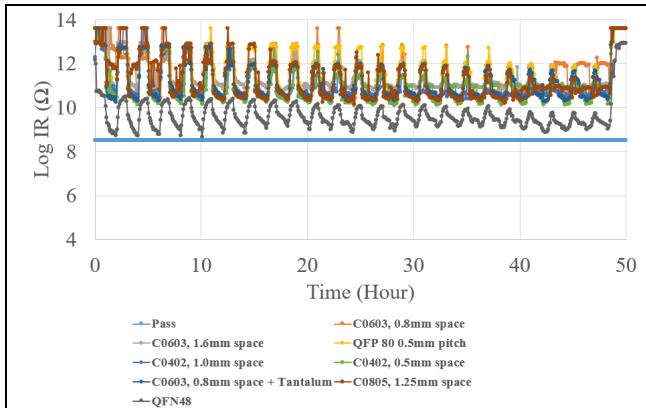 14
12
10
8
6
4
Log IR (Ω)
0 10 20 30 40 50
Time (Hour)
Pass C0603, 0.8mm space
C0603, 1.6mm space QFP 80 0.5mm pitch
C0402, 1.0mm space C0402, 0.5mm space
C0603, 0.8mm space + Tantalum C0805, 1.25mm space
QFN48